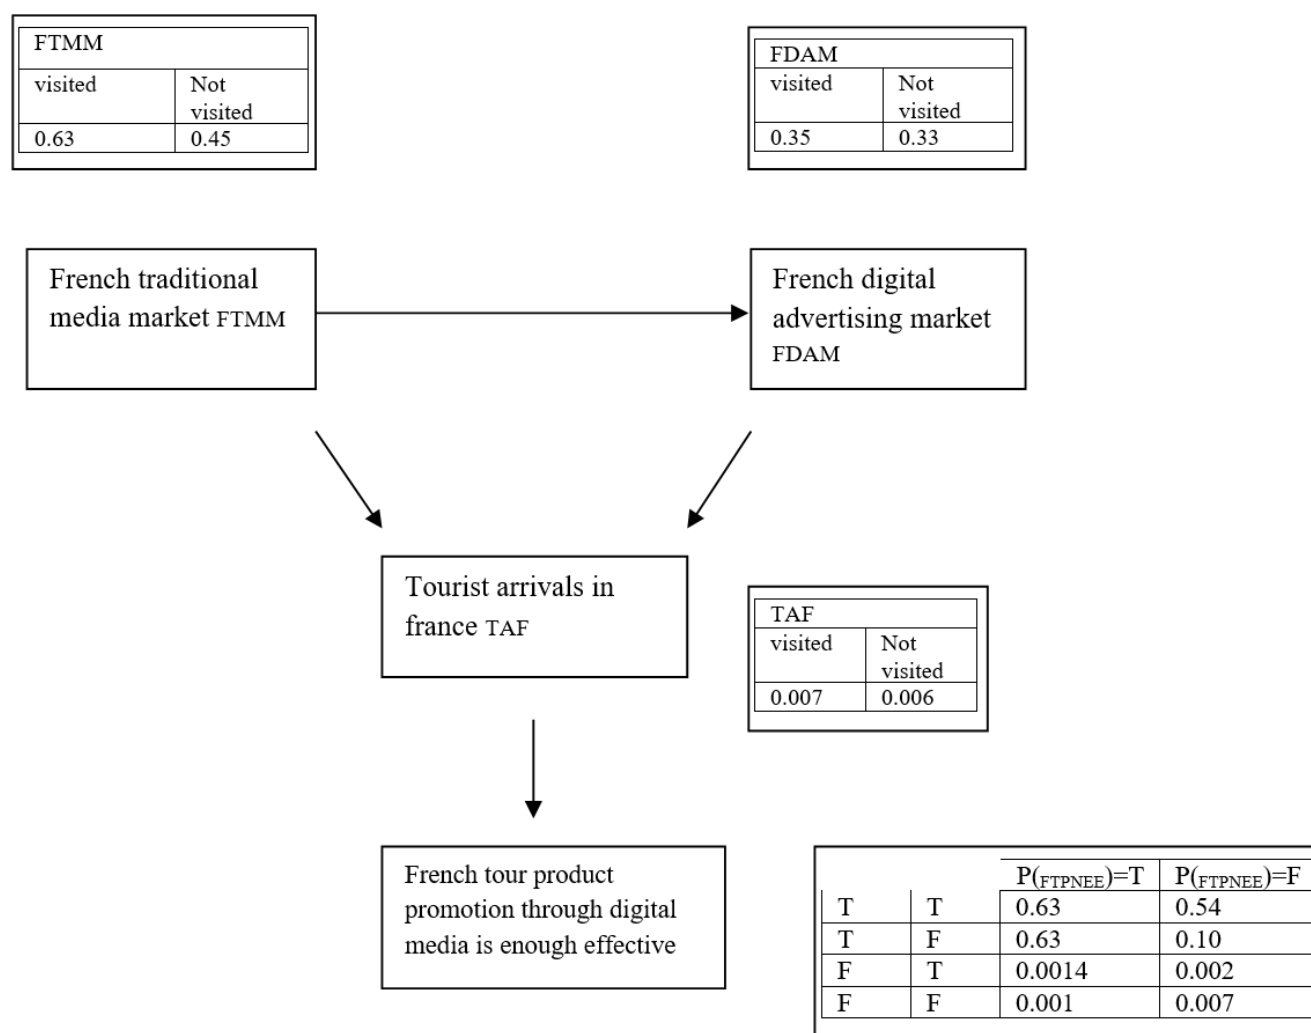 FTMM
visited Not
visited
0.63 0.45
FDAM
visited Not
visited
0.35 0.33
French traditional
media market FTMM
French digital
advertising market
FDAM
Tourist arrivals in
france TAF
TAF
visited Not
visited
0.007 0.006
French tour product
promotion through digital
media is enough effective
P(FTPNEE)=T P(FTPNEE)=F
T T 0.63 0.54
T F 0.63 0.10
F T 0.0014 0.002
F F 0.001 0.007